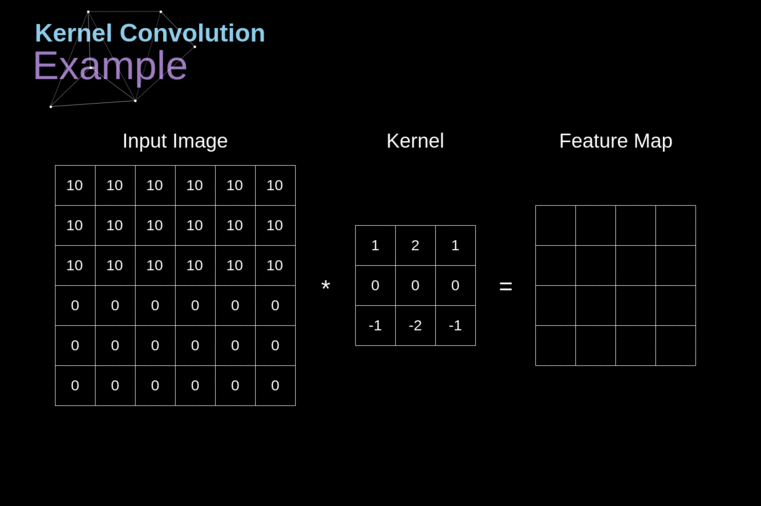 Kernel Convolution
Example
Input Image Kernel Feature Map
10 10 10 10 10 10
10 10 10 10 10 10
1 2 1
10 10 10 10 10 10
* 0 0 0 =
0 0 0 0 0 0
-1 -2 -1
0 0 0 0 0 0
0 0 0 0 0 0